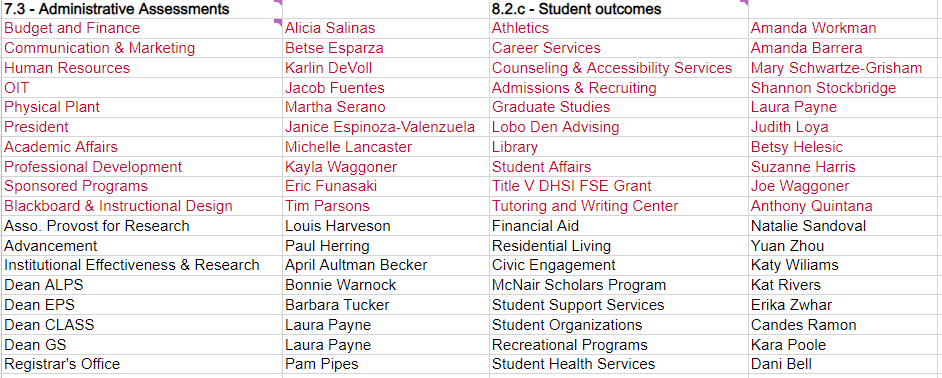 7.3 - Administrative Assessments 8.2.c - Student outcomes
Budget and Finance Alicia Salinas Athletics Amanda Workman
Communication & Marketing Betse Esparza Career Services Amanda Barrera
Human Resources Karlin DeVoll Counseling & Accessibility Services Mary Schwartze-Grisham
OIT Jacob Fuentes Admissions & Recruiting Shannon Stockbridge
Physical Plant Martha Serano Graduate Studies Laura Payne
President Janice Espinoza-Valenzuela Lobo Den Advising Judith Loya
Academic Affairs Michelle Lancaster Library Betsy Helesic
Professional Development Kayla Waggoner Student Affairs Suzanne Harris
Sponsored Programs Eric Funasaki Title V DHSI FSE Grant Joe Waggoner
Blackboard & Instructional Design Tim Parsons Tutoring and Writing Center Anthony Quintana
Asso. Provost for Research Louis Harveson Financial Aid Natalie Sandoval
Advancement Paul Herring Residential Living Yuan Zhou
Institutional Effectiveness & Research April Aultman Becker Civic Engagement Katy Wiliams
Dean ALPS Bonnie Warnock McNair Scholars Program Kat Rivers
Dean EPS Barbara Tucker Student Support Services Erika Zwhar
Dean CLASS Laura Payne Student Organizations Candes Ramon
Dean GS Laura Payne Recreational Programs Kara Poole
Registrar's Office Pam Pipes Student Health Services Dani Bell